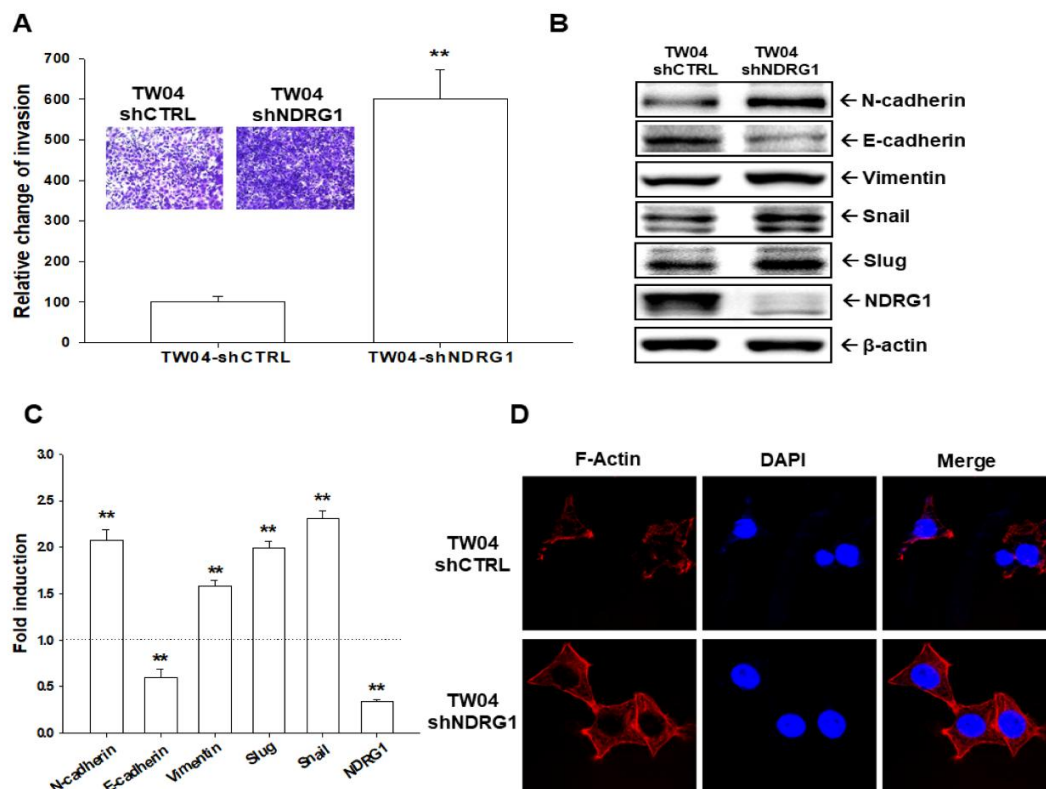 A
Relative change of invasion
700
600
500
400
300
200
100
0
**
TW04
shCTRL
TW04
shNDRG1
TW04-shCTRL
TW04-shNDRG1
B
TW04
shCTRL
TW04
shNDRG1
← N-cadherin
← E-cadherin
← Vimentin
← Snail
← Slug
← NDRG1
← β-actin
C
Fold induction
3.0
2.5
2.0
1.5
1.0
0.5
0.0
**
**
**
**
**
**
N-cadherin
E-cadherin
Vimentin
Slug
Snail
NDRG1
D
F-Actin
DAPI
Merge
TW04
shCTRL
TW04
shNDRG1